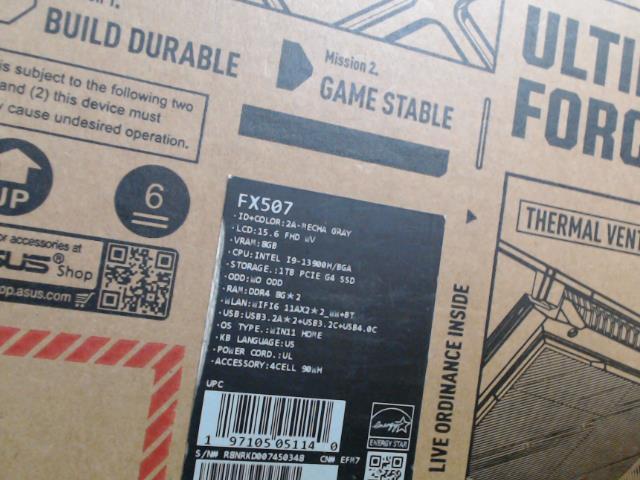 BUILD DURABLE
Mission 2.
GAME STABLE
ULTI
FORC
is subject to the following two
and (2) this device must
cause undesired operation.
UP
6
or accessories at
SUS® Shop
op.asus.com
FX507
·ID+COLOR:2A-MECHA GRAY
·LCD:15.6 FHD WV
·VRAM:8GB
·CPU:INTEL I9-13900H/BGA
·STORAGE.:1TB PCIE G4 SSD
·ODD:WO ODD
·RAM:DDR4 8G*2
·WLAN:WIFI6 11AX2*2_WW+BT
·USB:USB3.2A*2+USB3.2C+USB4.0C
·OS TYPE.:WIN11 HOME
·KB LANGUAGE:US
·POWER CORD.:UL
·ACCESSORY:4CELL 90WH
UPC
1 97105 05114 0
S/N# R8NRKD007450348 CN# EFM7
ENERGY STAR
LIVE ORDINANCE INSIDE
THERMAL VENT